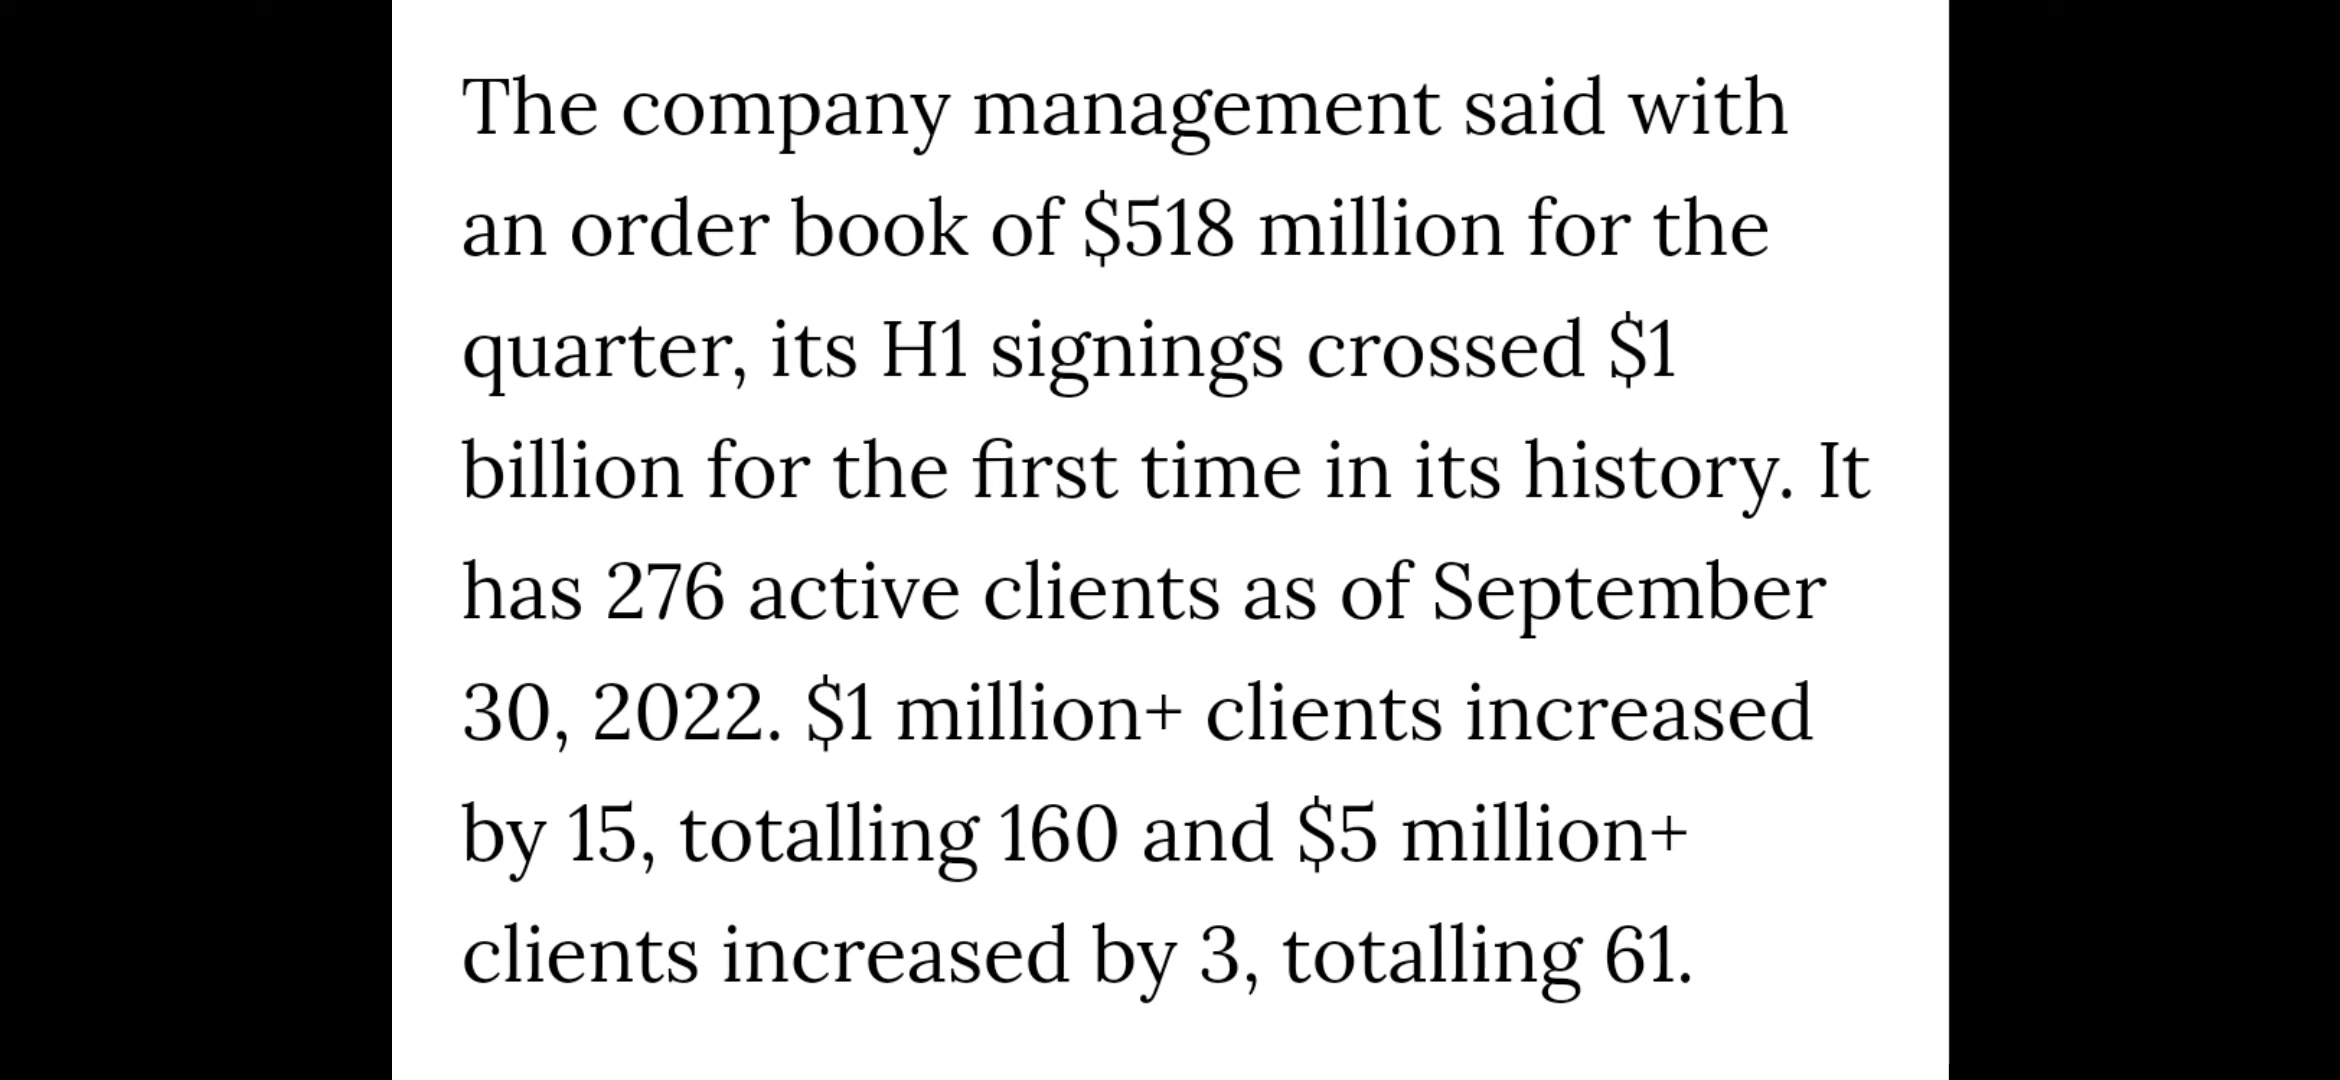 The company management said with
an order book of $518 million for the
quarter, its H1 signings crossed $1
billion for the first time in its history. It
has 276 active clients as of September
30, 2022. $1 million+ clients increased
by 15, totalling 160 and $5 million+
clients increased by 3, totalling 61.